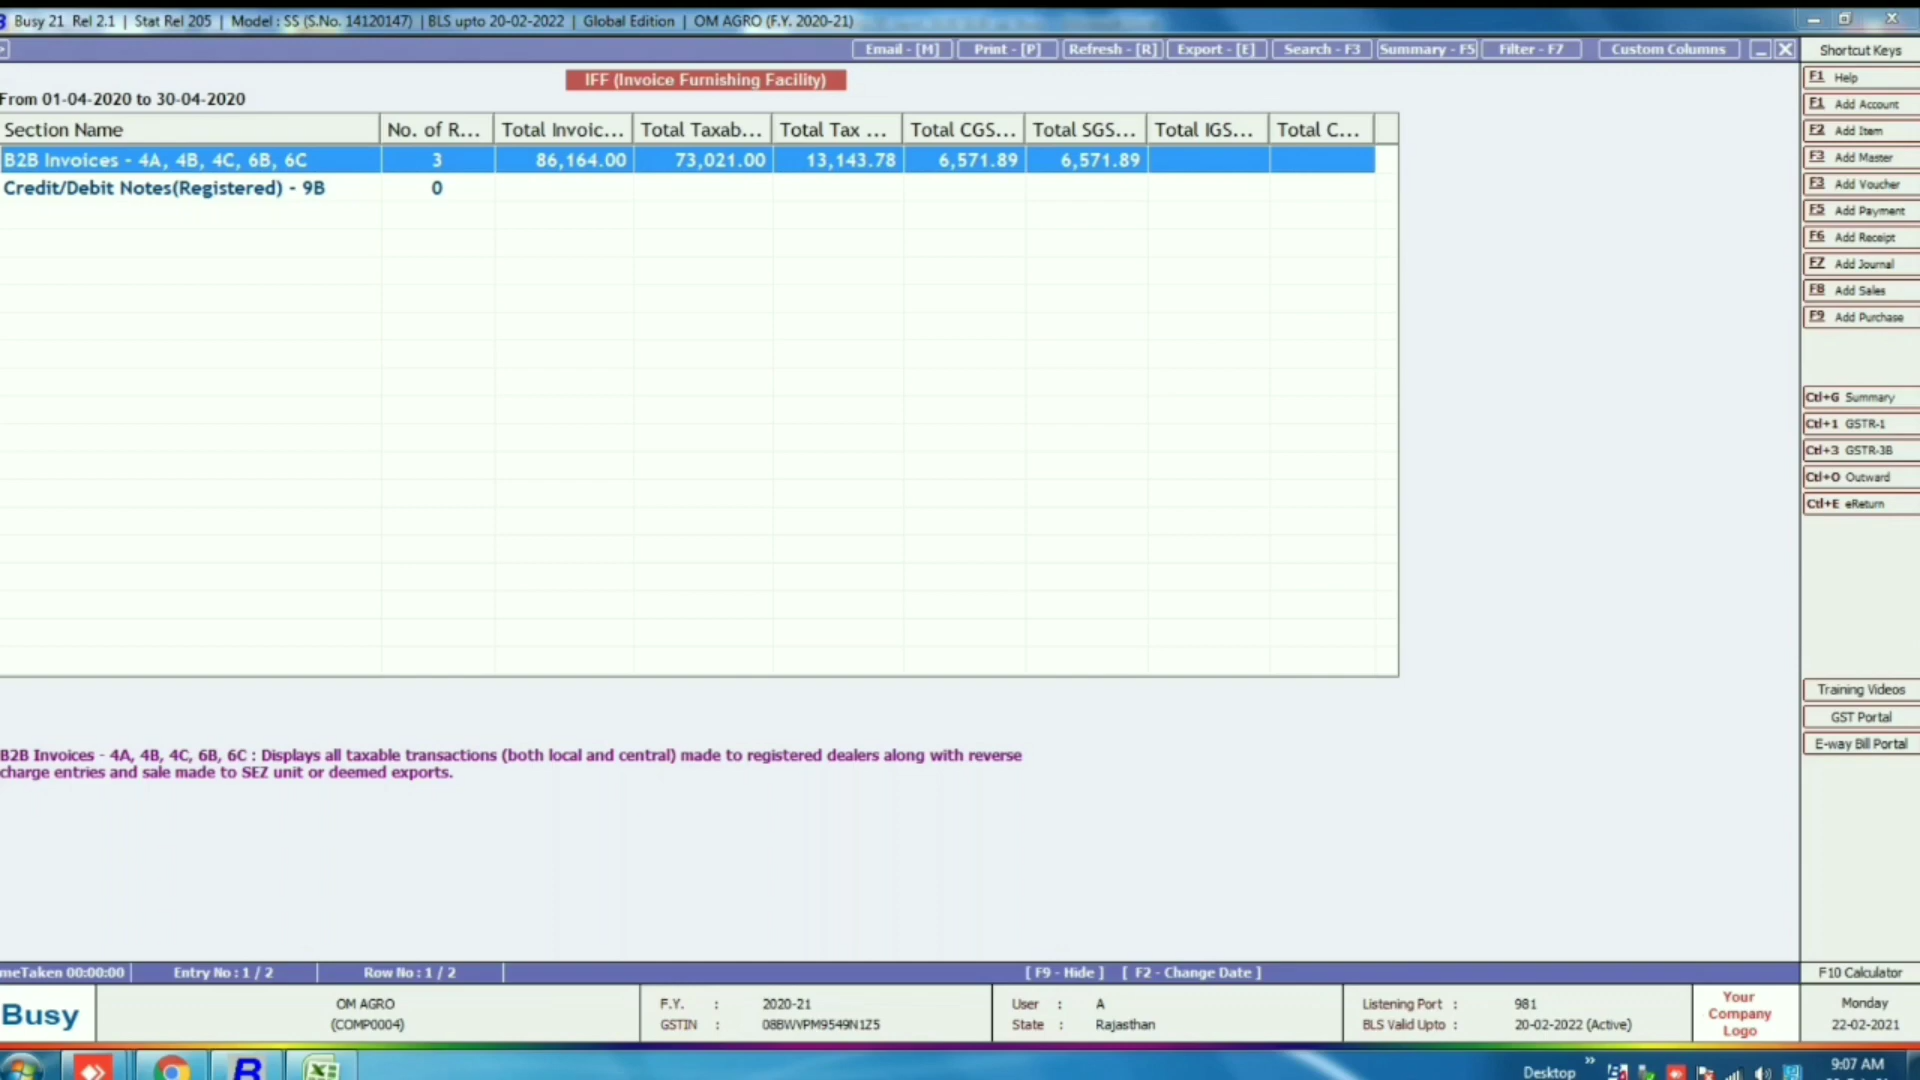 Busy 21 Rel 2.1 | Stat Rel 205 | Model : SS (S.No. 14120147) | BLS upto 20-02-2022 | Global Edition | OM AGRO (F.Y. 2020-21)
Email - [M] Print - [P] Refresh - [R] Export - [E] Search - F3 Summary - F5 Filter - F7 Custom Columns
Shortcut Keys
IFF (Invoice Furnishing Facility)
From 01-04-2020 to 30-04-2020
Section Name No. of R... Total Invoic... Total Taxab... Total Tax ... Total CGS... Total SGS... Total IGS... Total C...
B2B Invoices - 4A, 4B, 4C, 6B, 6C 3 86,164.00 73,021.00 13,143.78 6,571.89 6,571.89
Credit/Debit Notes(Registered) - 9B 0
F1 Help
F1 Add Account
F2 Add Item
F3 Add Master
F3 Add Voucher
F5 Add Payment
F6 Add Receipt
F7 Add Journal
F8 Add Sales
F9 Add Purchase
Ctl+G Summary
Ctl+1 GSTR-1
Ctl+3 GSTR-3B
Ctl+O Outward
Ctl+E eReturn
Training Videos
GST Portal
E-way Bill Portal
B2B Invoices - 4A, 4B, 4C, 6B, 6C : Displays all taxable transactions (both local and central) made to registered dealers along with reverse
charge entries and sale made to SEZ unit or deemed exports.
meTaken 00:00:00 Entry No : 1 / 2 Row No : 1 / 2 [ F9 - Hide ] [ F2 - Change Date ]
F10 Calculator
Busy
OM AGRO
(COMP0004)
F.Y. : 2020-21
GSTIN : 08BWVPM9549N1Z5
User : A
State : Rajasthan
Listening Port : 981
BLS Valid Upto : 20-02-2022 (Active)
Your
Company
Logo
Monday
22-02-2021
Desktop
9:07 AM